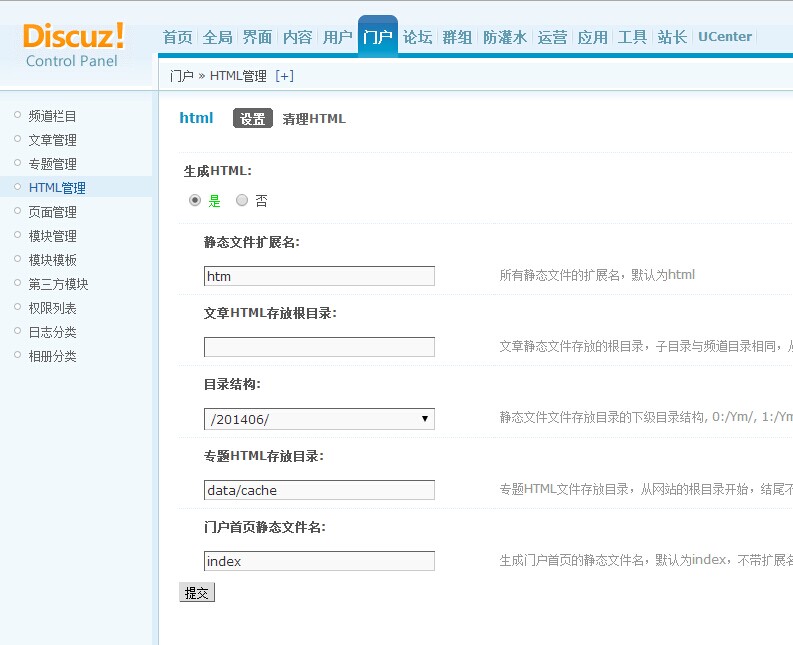 Discuz!
Control Panel
首页 全局 界面 内容 用户 门户 论坛 群组 防灌水 运营 应用 工具 站长 UCenter
门户 » HTML管理 [+]
频道栏目
文章管理
专题管理
HTML管理
页面管理
模块管理
模块模板
第三方模块
权限列表
日志分类
相册分类
html 设置 清理HTML
生成HTML:
是 否
静态文件扩展名:
htm 所有静态文件的扩展名，默认为html
文章HTML存放根目录:
文章静态文件存放的根目录，子目录与频道目录相同，从
目录结构:
/201406/ 静态文件文件存放目录的下级目录结构, 0:/Ym/, 1:/Ym
专题HTML存放目录:
data/cache 专题HTML文件存放目录，从网站的根目录开始，结尾不
门户首页静态文件名:
index 生成门户首页的静态文件名，默认为index，不带扩展名
提交